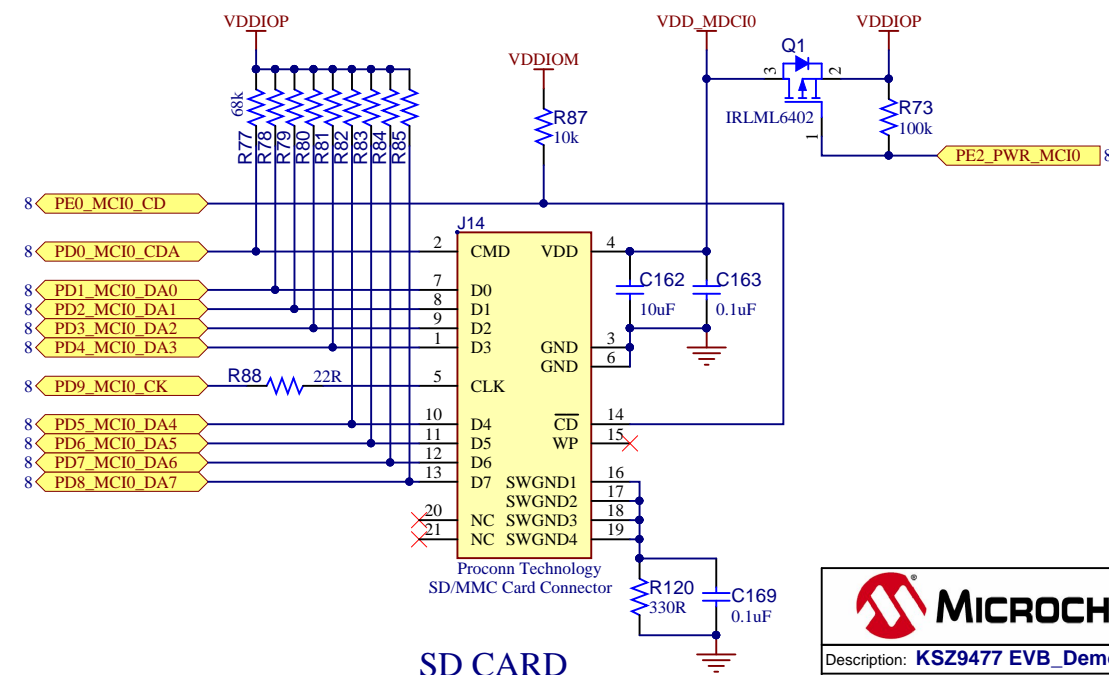 VDDIOP
VDD_MDCI0
VDDIOP
VDDIOM
Q1
3
2
1
IRLML6402
R73
100k
8 PE2_PWR_MCI0
68k
R77
R78
R79
R80
R81
R82
R83
R84
R85
R87
10k
8 PE0_MCI0_CD
8 PD0_MCI0_CDA
8 PD1_MCI0_DA0
8 PD2_MCI0_DA1
8 PD3_MCI0_DA2
8 PD4_MCI0_DA3
8 PD9_MCI0_CK
R88 22R
8 PD5_MCI0_DA4
8 PD6_MCI0_DA5
8 PD7_MCI0_DA6
8 PD8_MCI0_DA7
J14
2 CMD
7 D0
8 D1
9 D2
1 D3
5 CLK
10 D4
11 D5
12 D6
13 D7
20 NC
21 NC
VDD 4
GND 3
GND 6
CD 14
WP 15
SWGND1 16
SWGND2 17
SWGND3 18
SWGND4 19
C162
10uF
C163
0.1uF
Proconn Technology
SD/MMC Card Connector
R120
330R
C169
0.1uF
SD CARD
MICROCH
Description: KSZ9477 EVB_Dem